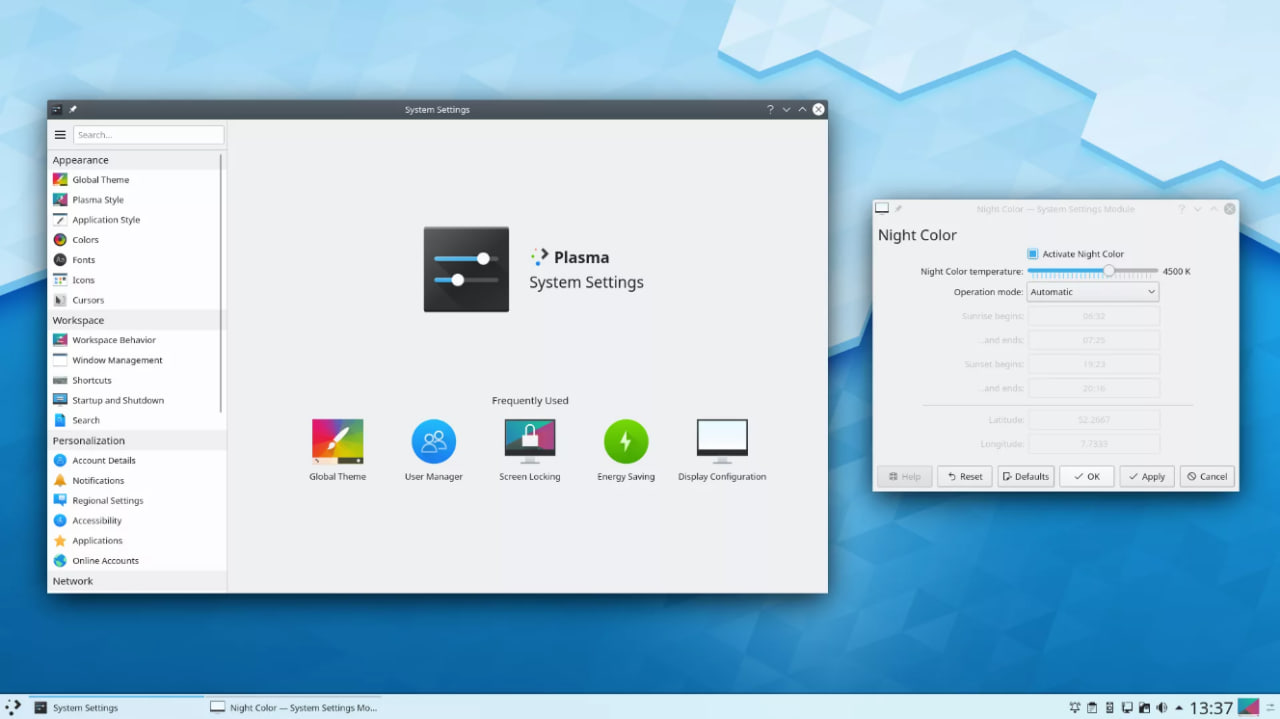 System Settings
Search...
Appearance
Global Theme
Plasma Style
Application Style
Colors
Fonts
Icons
Cursors
Workspace
Workspace Behavior
Window Management
Shortcuts
Startup and Shutdown
Search
Personalization
Account Details
Notifications
Regional Settings
Accessibility
Applications
Online Accounts
Network
Plasma
System Settings
Frequently Used
Global Theme User Manager Screen Locking Energy Saving Display Configuration
Night Color — System Settings Module
Night Color
Activate Night Color
Night Color temperature: 4500 K
Operation mode: Automatic
Sunrise begins: 06:32
...and ends: 07:25
Sunset begins: 19:23
...and ends: 20:16
Latitude: 52.2667
Longitude: 7.7333
Help Reset Defaults OK Apply Cancel
System Settings Night Color — System Settings Mo... 13:37